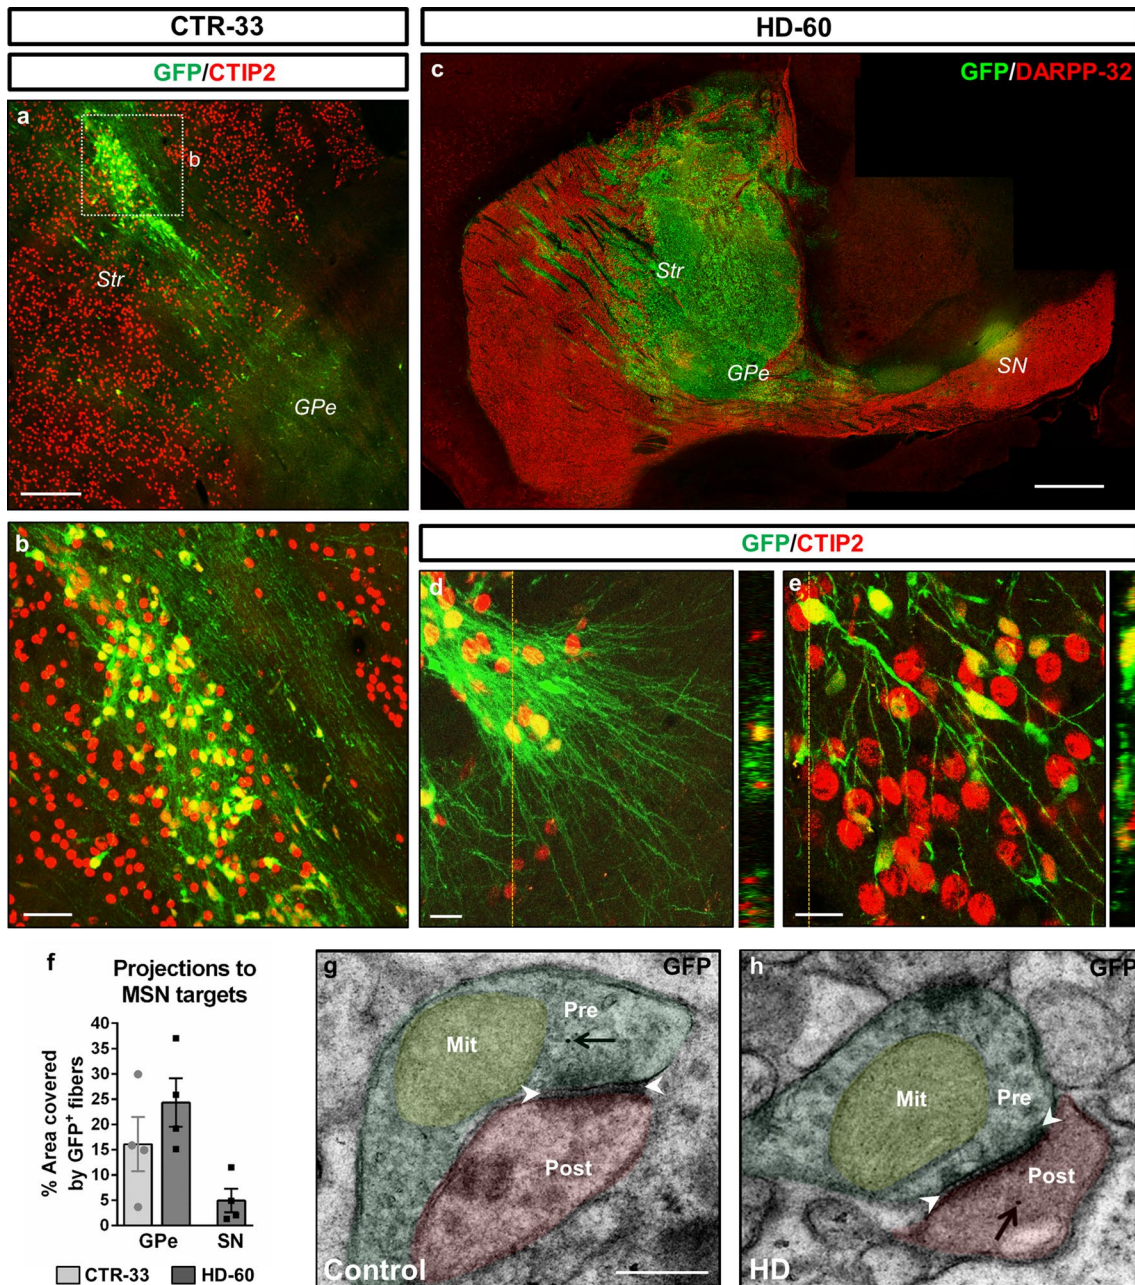 CTR-33
HD-60
GFP/CTIP2
c
GFP/DARPP-32
a
b
Str
GPe
Str
GPe
SN
b
GFP/CTIP2
d
e
f
Projections to
MSN targets
% Area covered
by GFP⁺ fibers
40
35
30
25
20
15
10
5
0
GPe
SN
CTR-33
HD-60
g
GFP
Mit
Pre
Post
Control
h
GFP
Mit
Pre
Post
HD